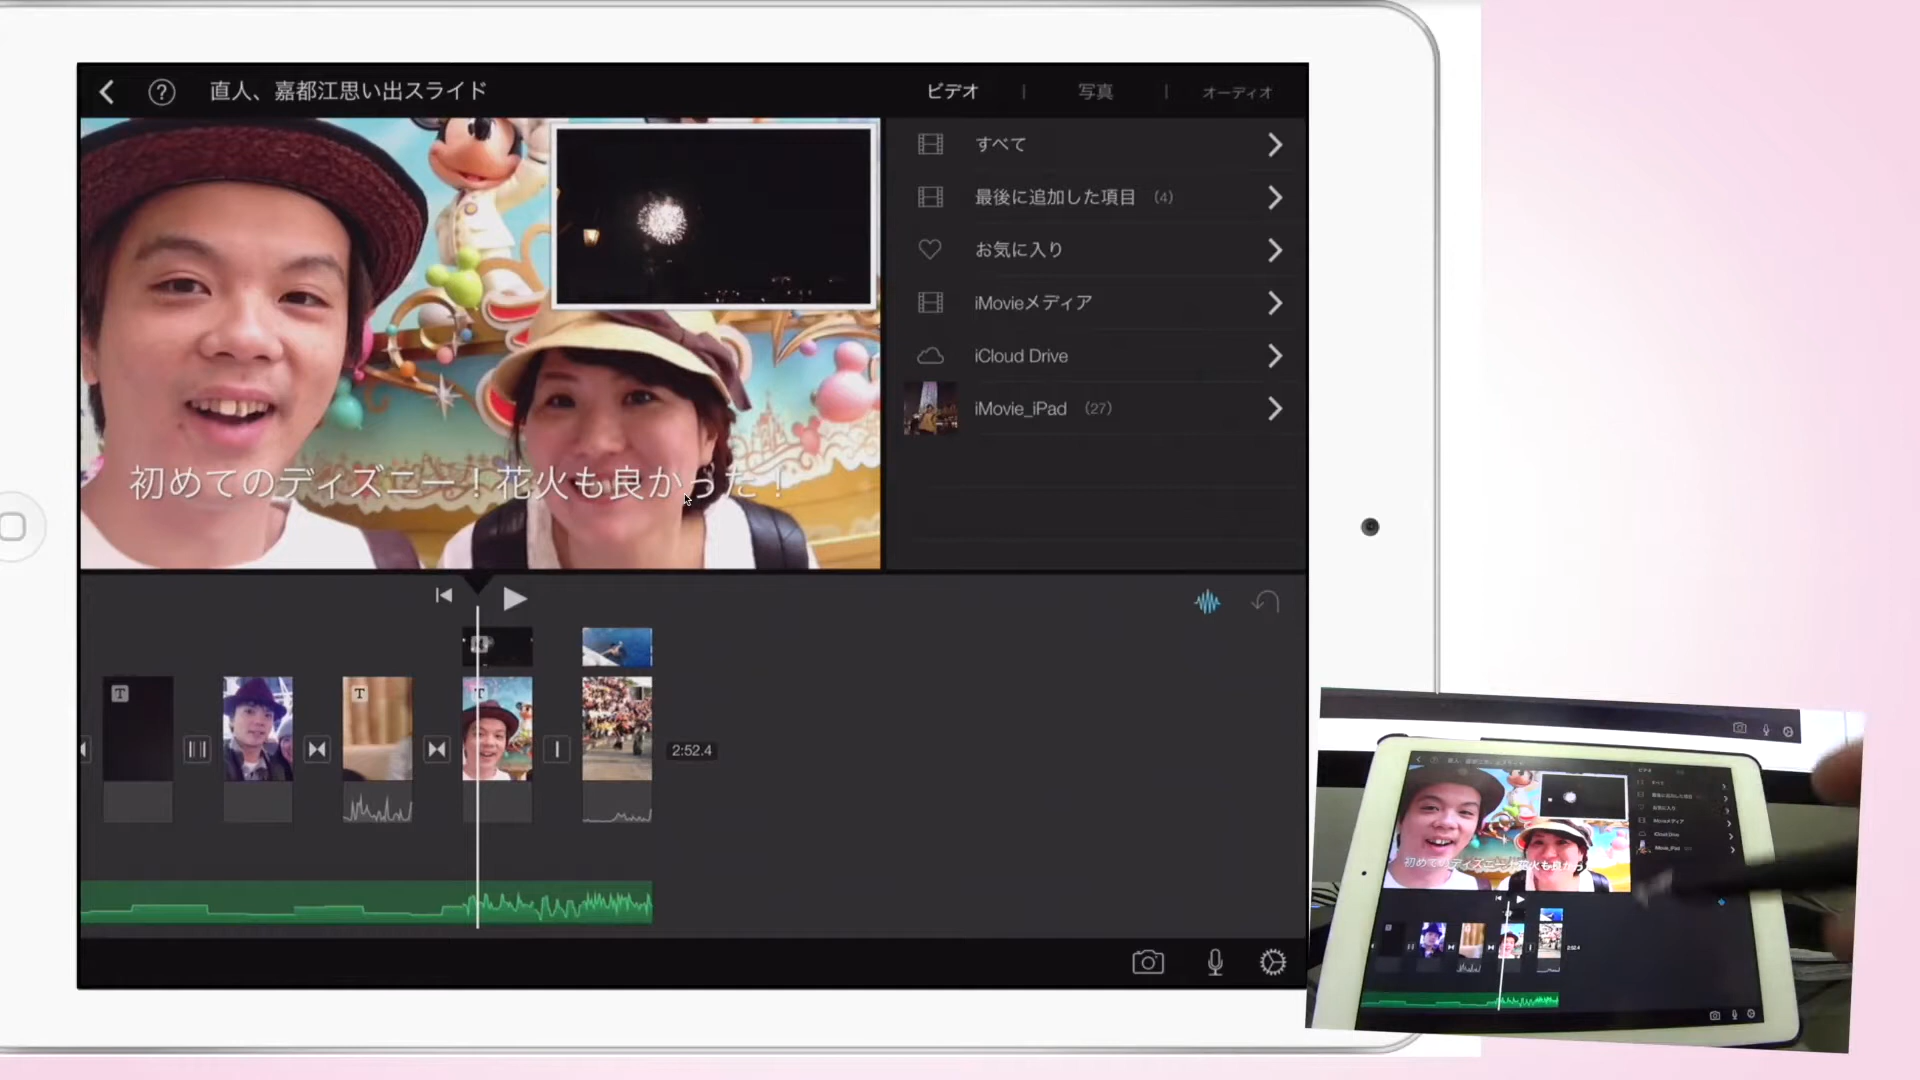 直人、嘉都江思い出スライド
ビデオ | 写真 | オーディオ
すべて
最後に追加した項目 (4)
お気に入り
iMovieメディア
iCloud Drive
iMovie_iPad (27)
初めてのディズニー！花火も良かった！
T
T
T
2:52.4